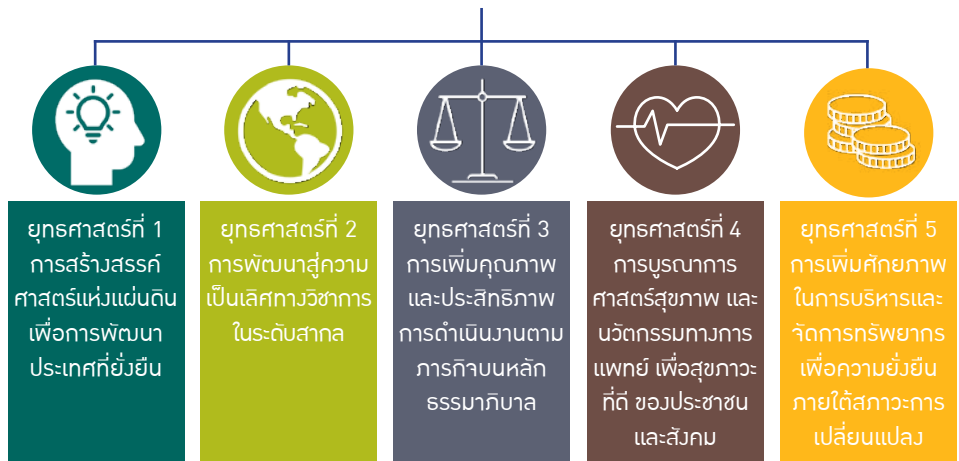 ยุทธศาสตร์ที่ 1
การสร้างสรรค์
ศาสตร์แห่งแผ่นดิน
เพื่อการพัฒนา
ประเทศที่ยั่งยืน
ยุทธศาสตร์ที่ 2
การพัฒนาสู่ความ
เป็นเลิศทางวิชาการ
ในระดับสากล
ยุทธศาสตร์ที่ 3
การเพิ่มคุณภาพ
และประสิทธิภาพ
การดำเนินงานตาม
ภารกิจบนหลัก
ธรรมาภิบาล
ยุทธศาสตร์ที่ 4
การบูรณาการ
ศาสตร์สุขภาพ และ
นวัตกรรมทางการ
แพทย์ เพื่อสุขภาวะ
ที่ดี ของประชาชน
และสังคม
ยุทธศาสตร์ที่ 5
การเพิ่มศักยภาพ
ในการบริหารและ
จัดการทรัพยากร
เพื่อความยั่งยืน
ภายใต้สภาวะการ
เปลี่ยนแปลง